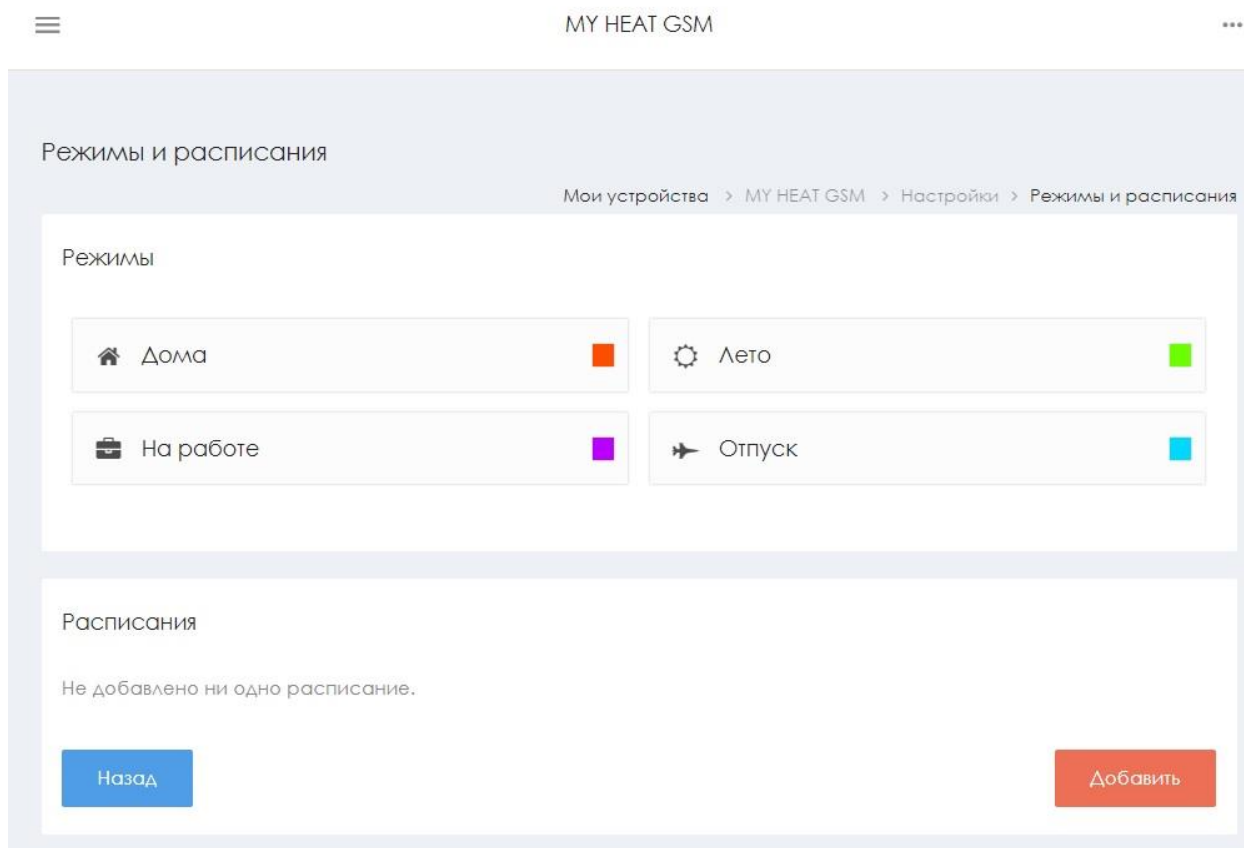 MY HEAT GSM
Режимы и расписания
Мои устройства > MY HEAT GSM > Настройки > Режимы и расписания
Режимы
Дома
Лето
На работе
Отпуск
Расписания
Не добавлено ни одно расписание.
Назад
Добавить